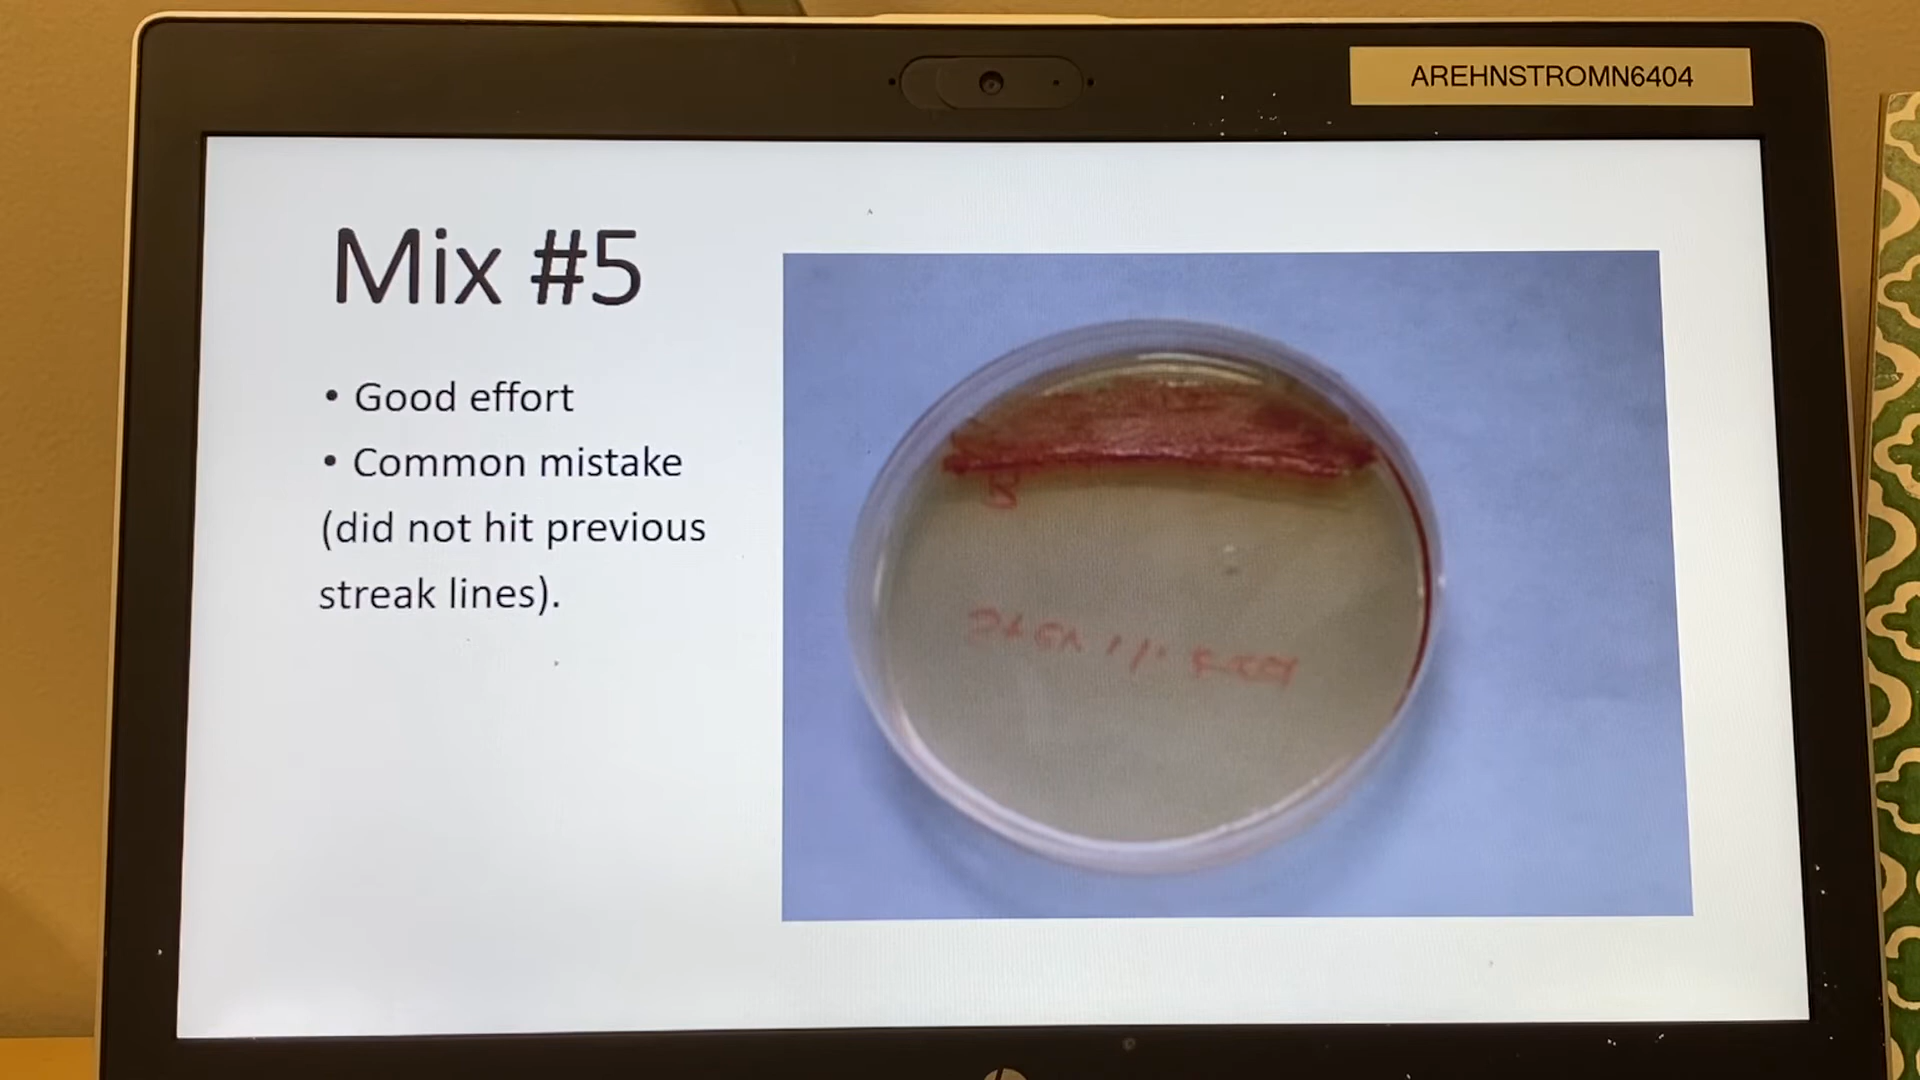 AREHNSTROMN6404
Mix #5
• Good effort
• Common mistake
(did not hit previous
streak lines).